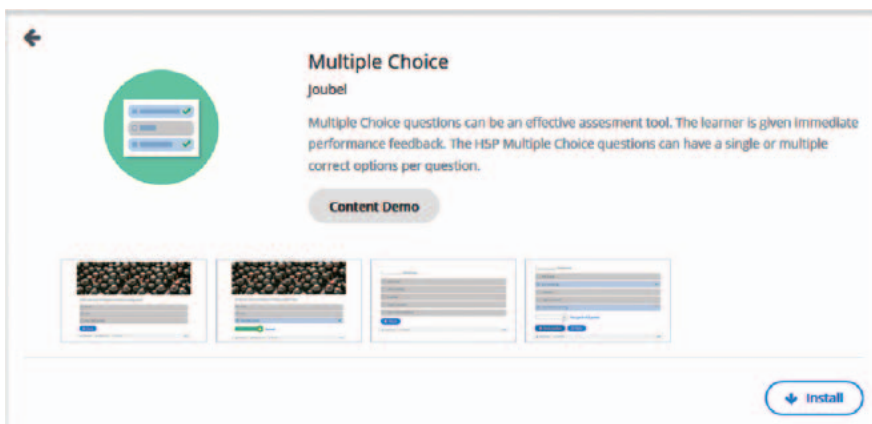 Multiple Choice
Joubel
Multiple Choice questions can be an effective assesment tool. The learner is given immediate
performance feedback. The H5P Multiple Choice questions can have a single or multiple
correct options per question.
Content Demo
Install